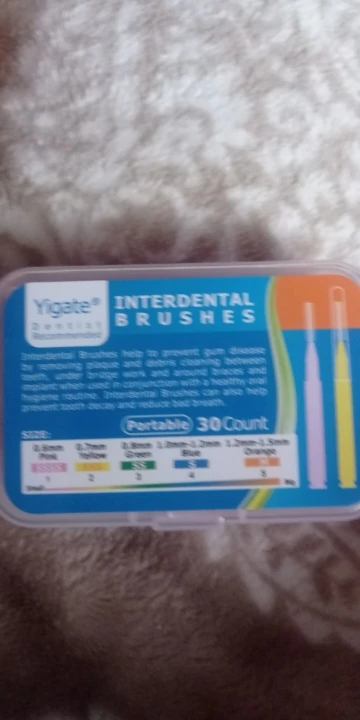 Yigate®
Dentist
Recommended
INTERDENTAL
BRUSHES
Interdental Brushes help to prevent gum disease
by removing plaque and debris cleaning between
teeth, under bridge work and around braces and
implant when used in conjunction with a healthy oral
hygiene routine. Interdental Brushes can also help
prevent tooth decay and reduce bad breath.
Portable 30Count
SIZE:
0.6mm 0.7mm 0.8mm 1.0mm-1.2mm 1.2mm-1.5mm
Pink Yellow Green Blue Orange
SSSS SS S M
1 2 3 4 5
Small Big